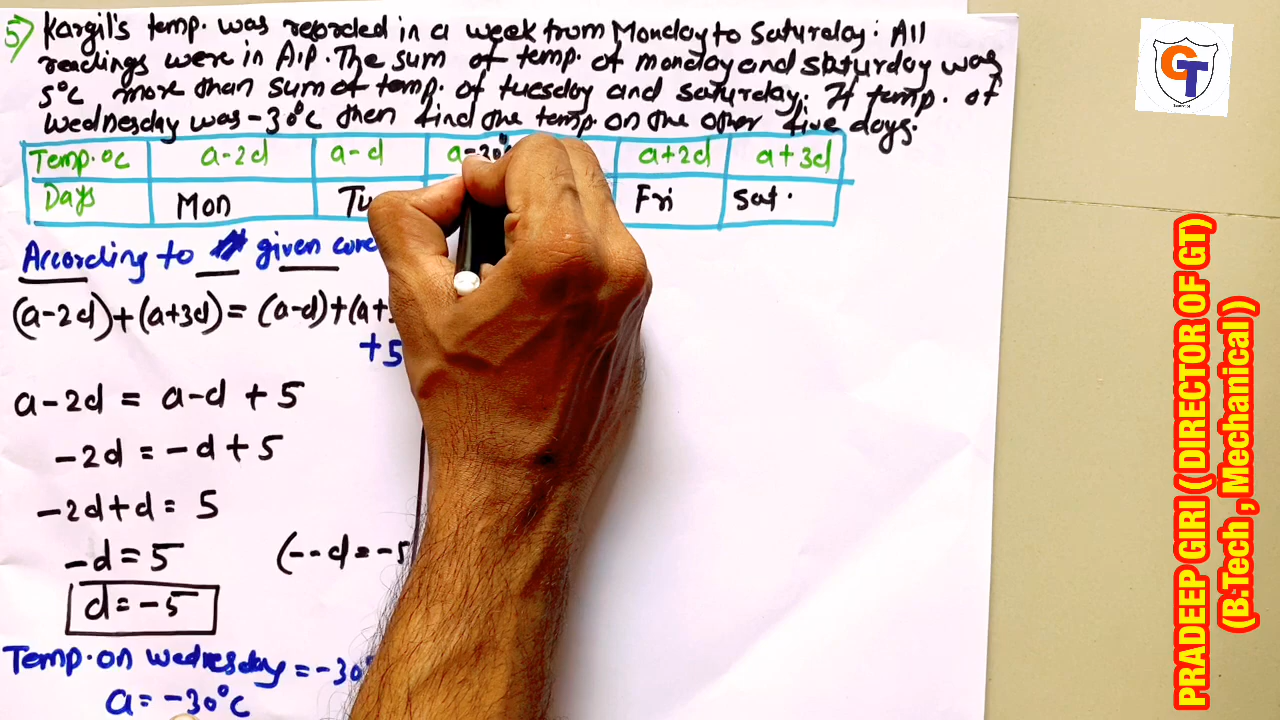 5) Kargil's temp. was recorded in a week from Monday to Saturday. All
readings were in A.P. The sum of temp. of monday and saturday was
5°C more than sum of temp. of tuesday and saturday. If temp. of
Wednesday was -30°C then find the temp. on the other five days.
Temp.°C a-2d a-d a-30° a+2d a+3d
Days Mon Tu Fri Sat.
According to given
(a-2d)+(a+3d) = (a-d)+(a+
+5
a-2d = a-d + 5
-2d = -d + 5
-2d+d = 5
-d = 5 (--d = -5
d = -5
Temp. on wednesday = -30°
a = -30°C
GT
PRADEEP GIRI ( DIRECTOR OF GT)
(B.Tech , Mechanical )